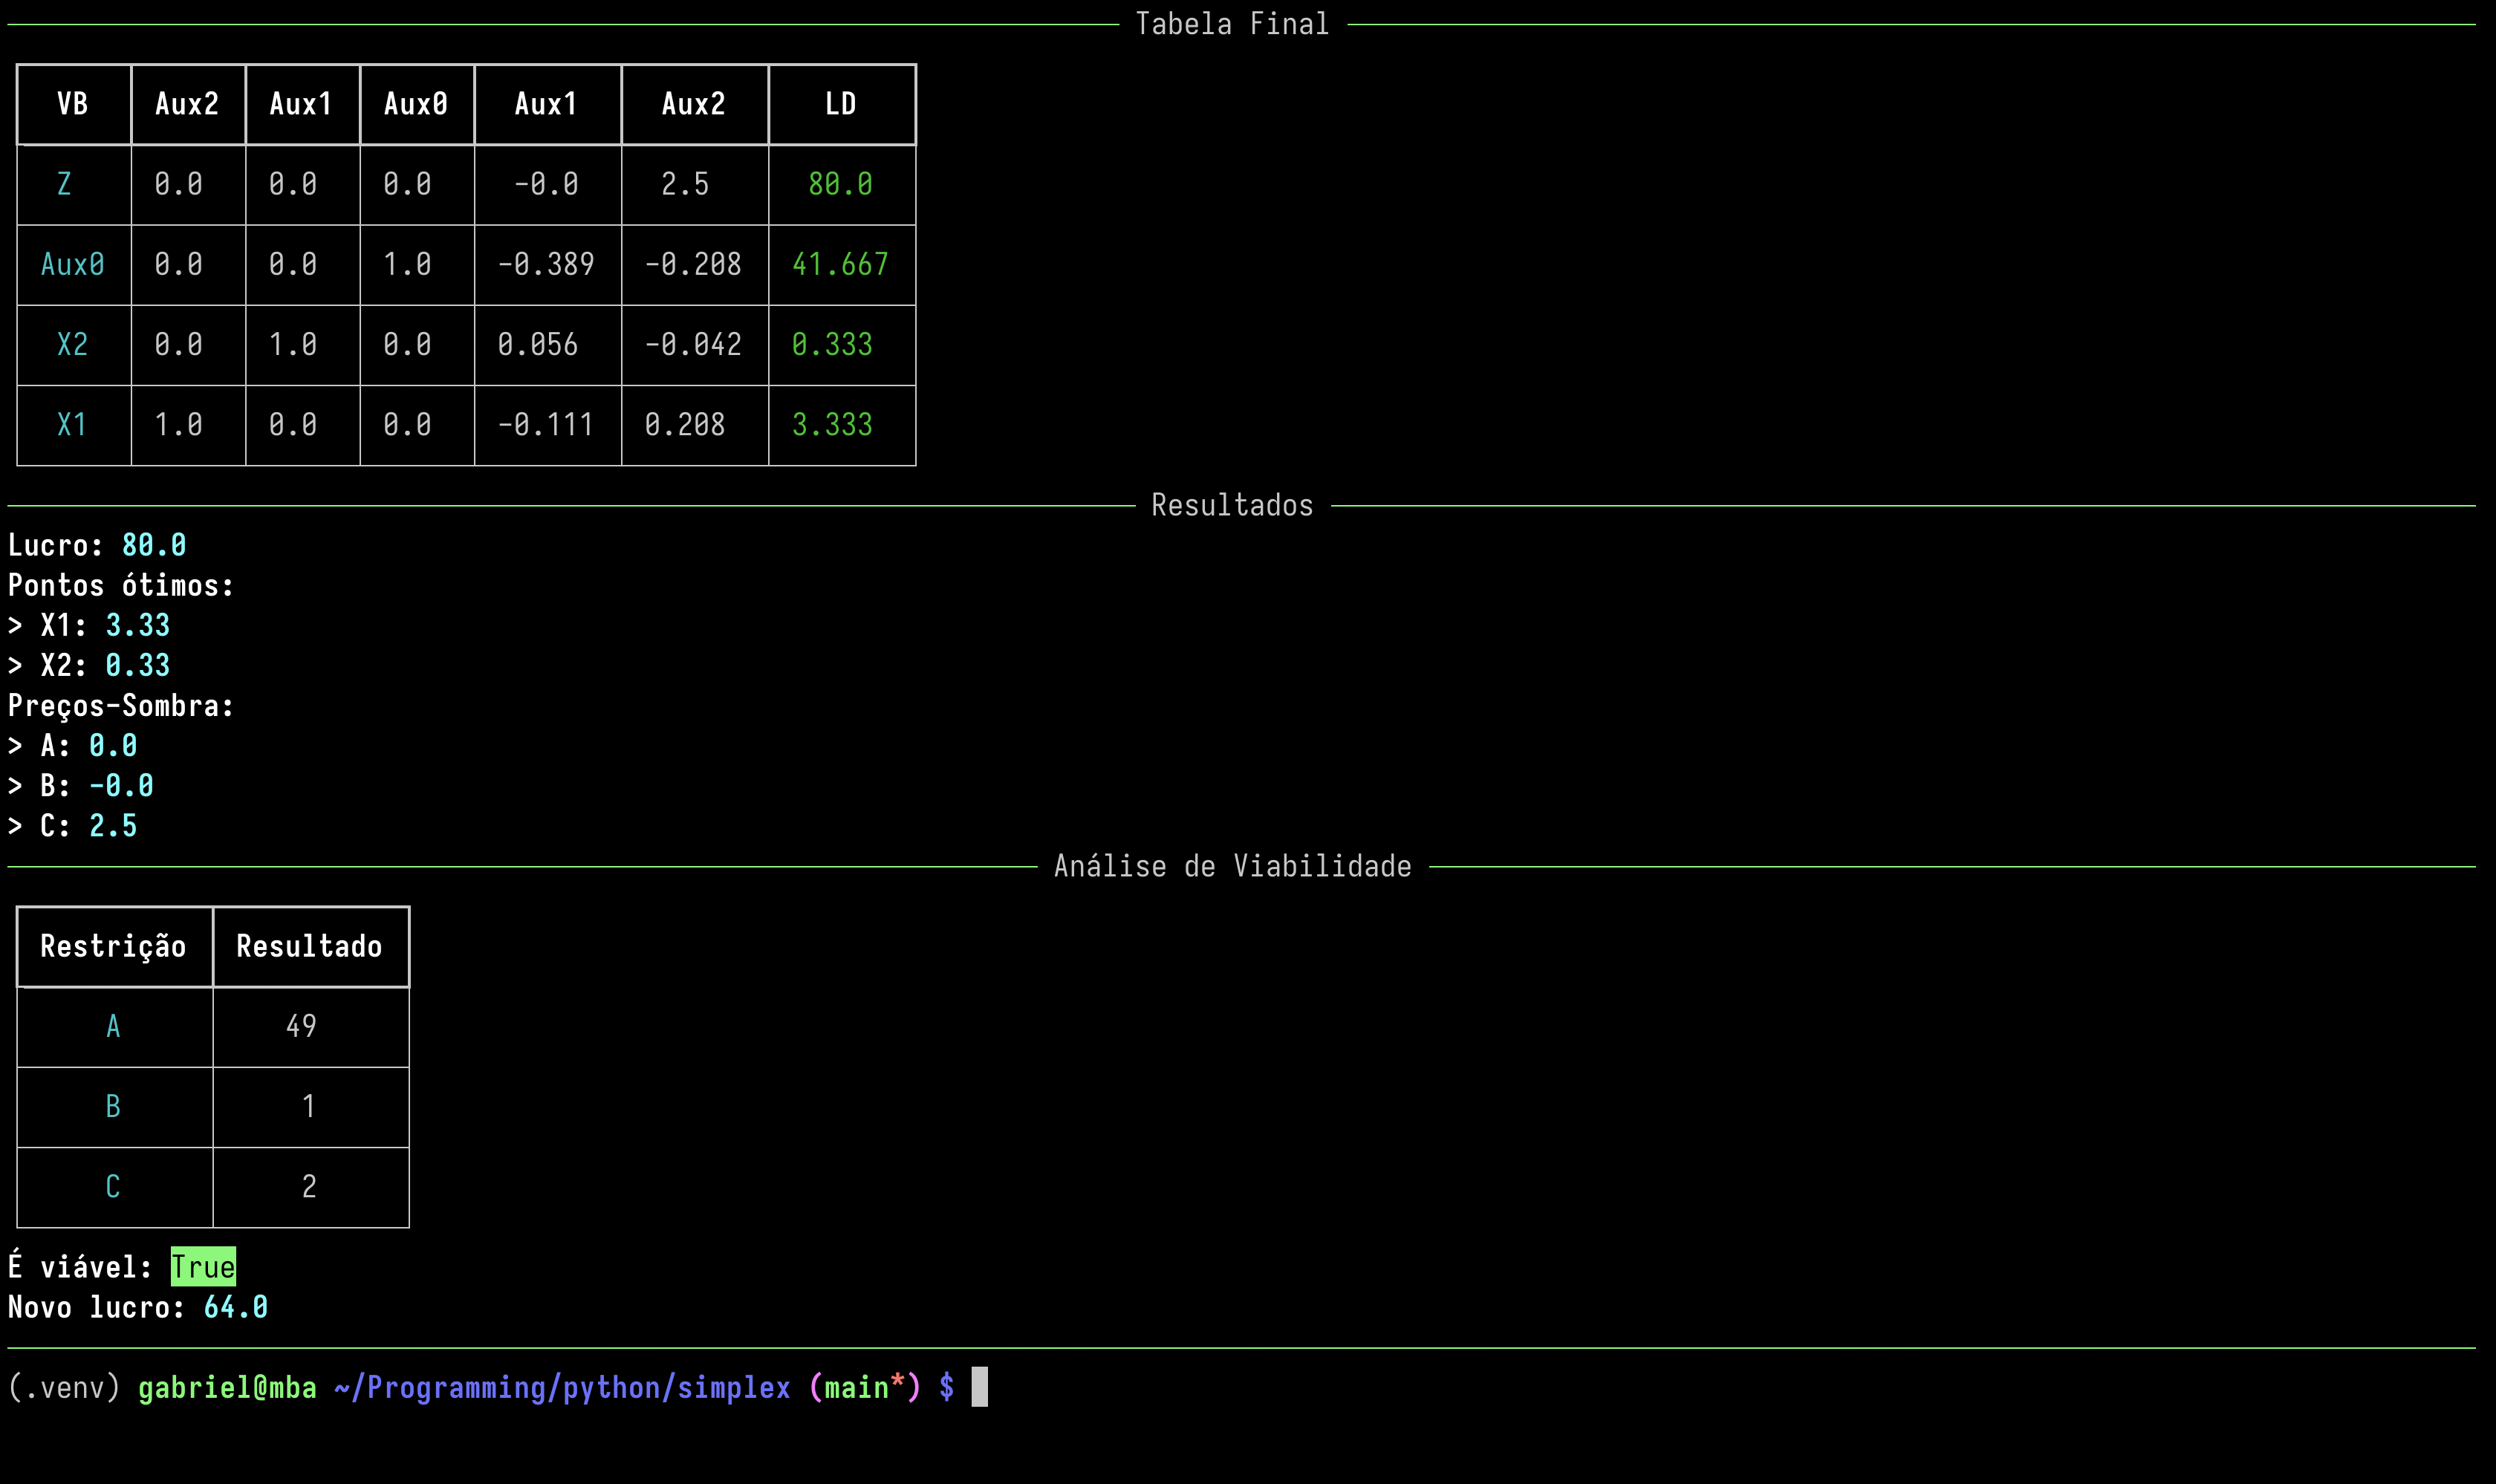 Tabela Final
VB Aux2 Aux1 Aux0 Aux1 Aux2 LD
Z 0.0 0.0 0.0 -0.0 2.5 80.0
Aux0 0.0 0.0 1.0 -0.389 -0.208 41.667
X2 0.0 1.0 0.0 0.056 -0.042 0.333
X1 1.0 0.0 0.0 -0.111 0.208 3.333
Resultados
Lucro: 80.0
Pontos ótimos:
> X1: 3.33
> X2: 0.33
Preços-Sombra:
> A: 0.0
> B: -0.0
> C: 2.5
Análise de Viabilidade
Restrição Resultado
A 49
B 1
C 2
É viável: True
Novo lucro: 64.0
(.venv) gabriel@mba ~/Programming/python/simplex (main*) $